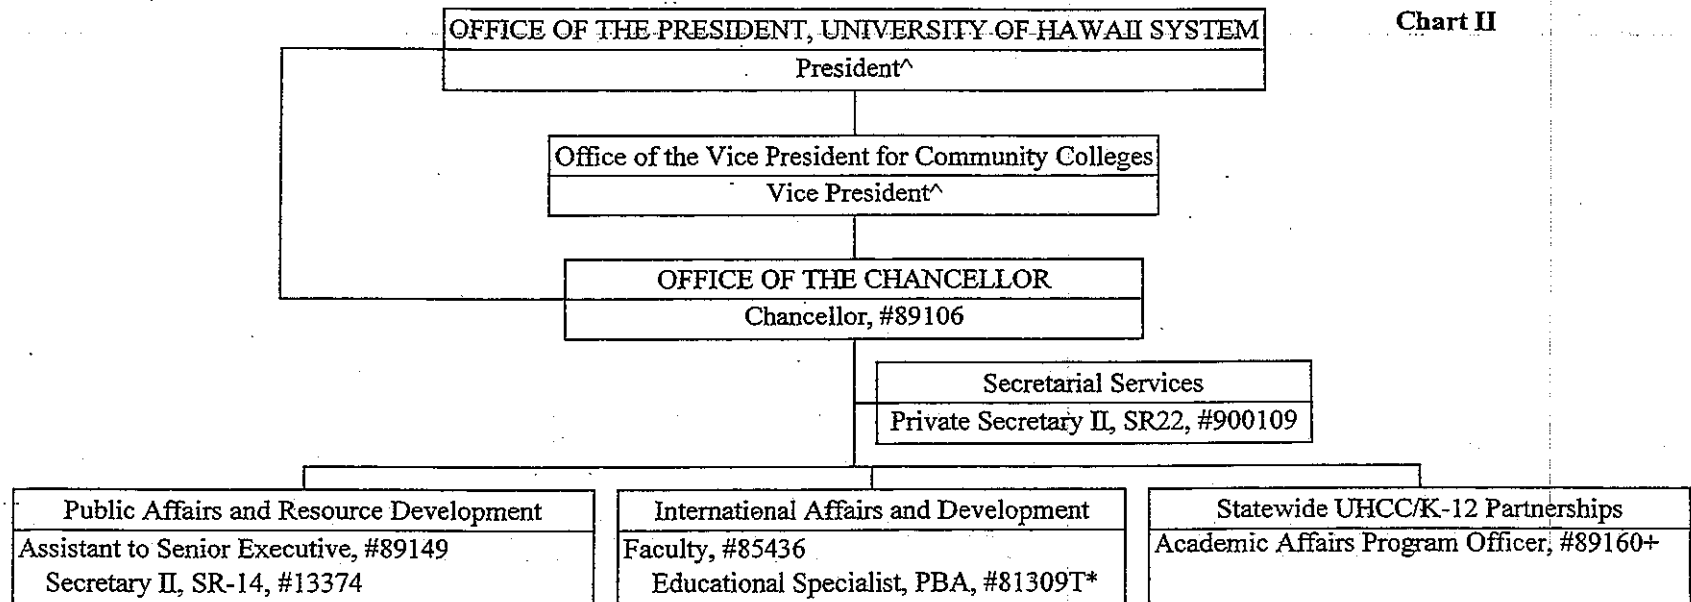 Chart II
OFFICE OF THE PRESIDENT, UNIVERSITY OF HAWAII SYSTEM
President^
Office of the Vice President for Community Colleges
Vice President^
OFFICE OF THE CHANCELLOR
Chancellor, #89106
Secretarial Services
Private Secretary II, SR22, #900109
Public Affairs and Resource Development
Assistant to Senior Executive, #89149
Secretary II, SR-14, #13374
International Affairs and Development
Faculty, #85436
Educational Specialist, PBA, #81309T*
Statewide UHCC/K-12 Partnerships
Academic Affairs Program Officer, #89160+